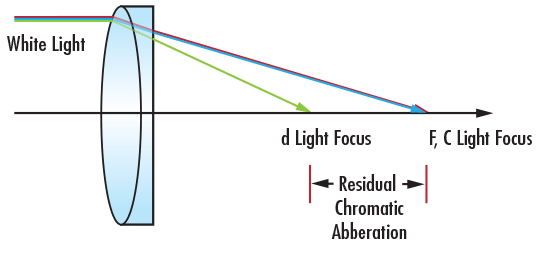 White Light
d Light Focus
F, C Light Focus
Residual
Chromatic
Abberation